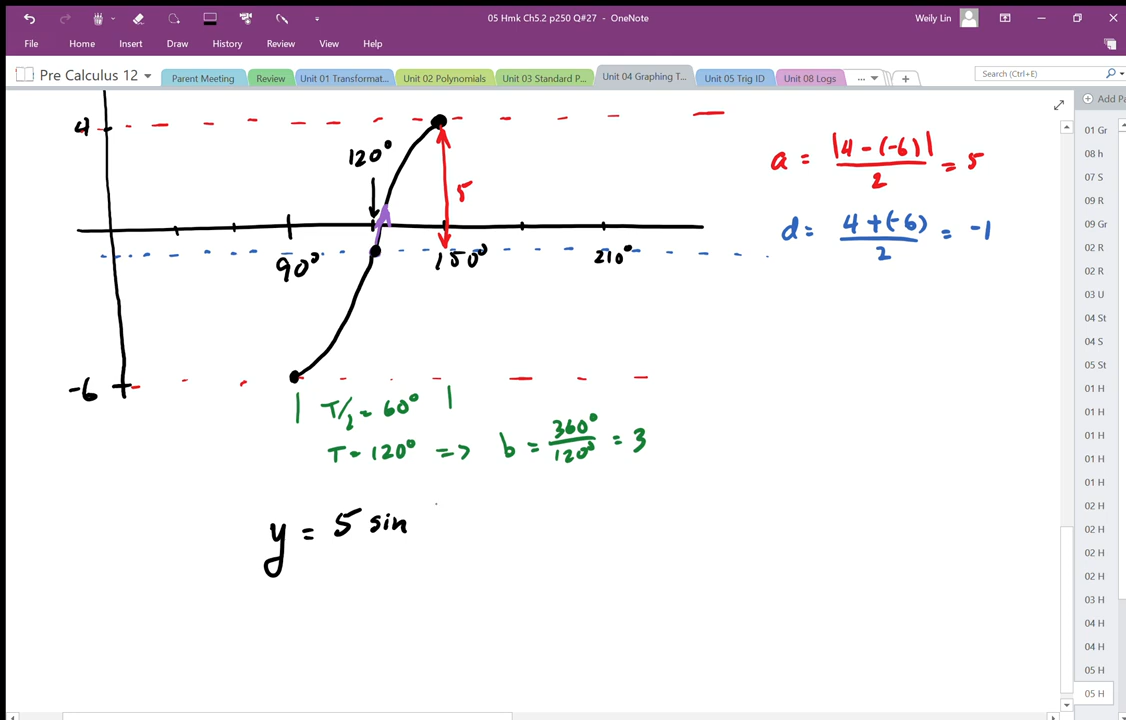 05 Hmk Ch5.2 p250 Q#27 - OneNote
Weily Lin
File Home Insert Draw History Review View Help
Pre Calculus 12
Parent Meeting
Review
Unit 01 Transformat...
Unit 02 Polynomials
Unit 03 Standard P...
Unit 04 Graphing T...
Unit 05 Trig ID
Unit 08 Logs
...
Search (Ctrl+E)
Add Pa
4
120°
5
90°
150°
210°
-6
T/2 = 60°
T = 120° => b = 360°/120° = 3
y = 5 sin
a = |4 - (-6)|/2 = 5
d = 4 + (-6)/2 = -1
01 Gr
08 h
07 S
09 R
09 Gr
02 R
02 R
03 U
04 St
04 S
05 St
01 H
01 H
01 H
01 H
01 H
02 H
02 H
02 H
02 H
03 H
04 H
04 H
05 H
05 H